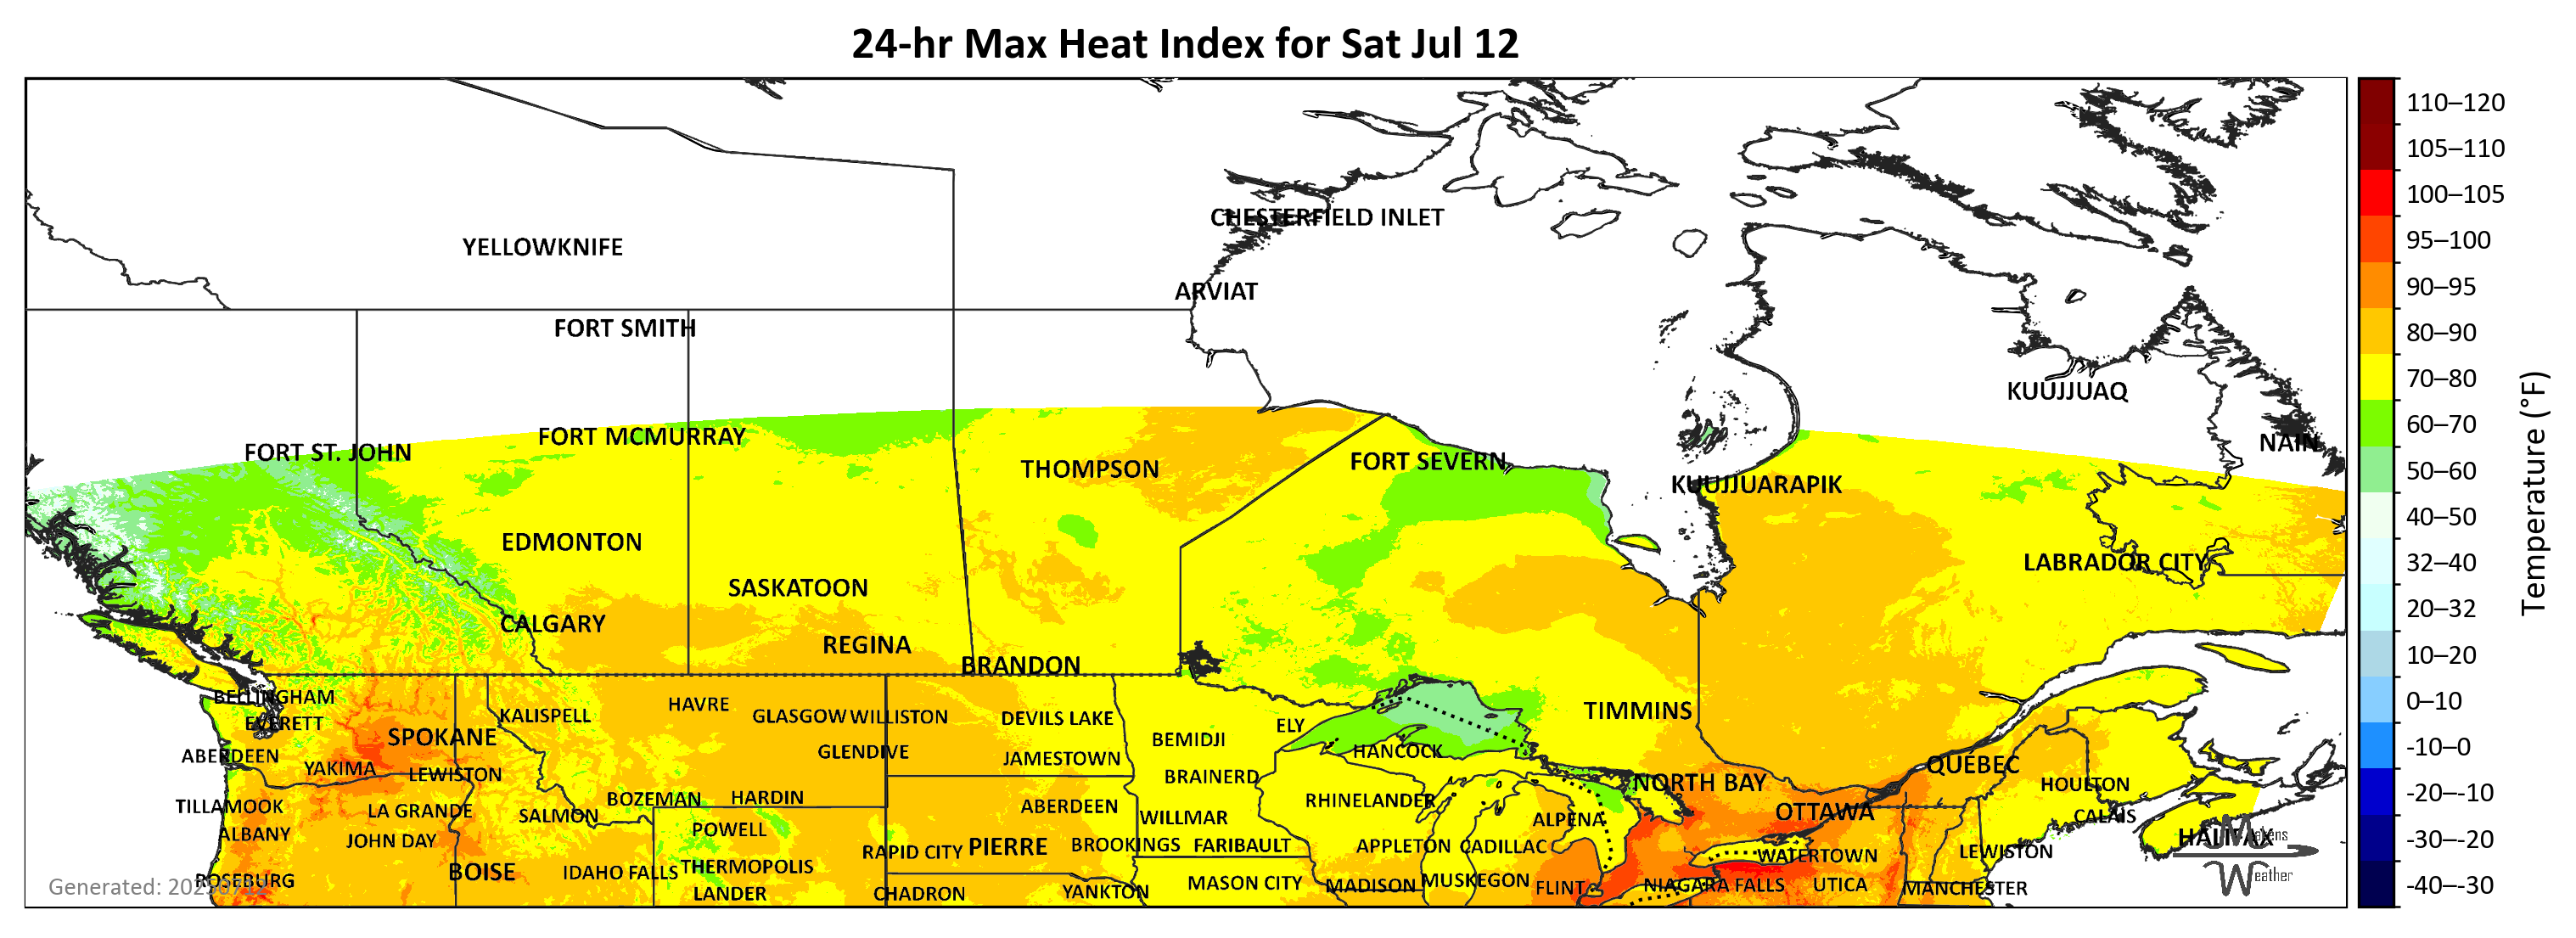 24-hr Max Heat Index for Sat Jul 12
110–120
105–110
100–105
95–100
90–95
80–90
70–80
60–70
50–60
40–50
32–40
20–32
10–20
0–10
-10–0
-20–-10
-30–-20
-40–-30
Temperature (°F)
CHESTERFIELD INLET
YELLOWKNIFE
ARVIAT
FORT SMITH
KUUJJUAQ
FORT MCMURRAY
NAIN
FORT ST. JOHN
FORT SEVERN
THOMPSON
KUUJJUARAPIK
EDMONTON
LABRADOR CITY
SASKATOON
CALGARY
REGINA
BRANDON
BELLINGHAM
HAVRE
TIMMINS
KALISPELL
GLASGOW
WILLISTON
DEVILS LAKE
EVERETT
ELY
SPOKANE
BEMIDJI
HANCOCK
GLENDIVE
ABERDEEN
JAMESTOWN
QUÉBEC
YAKIMA
LEWISTON
BRAINERD
NORTH BAY
HOULTON
BOZEMAN
HARDIN
RHINELANDER
TILLAMOOK
LA GRANDE
ABERDEEN
OTTAWA
SALMON
WILLMAR
CALAIS
ALPENA
ALBANY
POWELL
HALIFAX
Makens
JOHN DAY
BROOKINGS
FARIBAULT
APPLETON
CADILLAC
PIERRE
RAPID CITY
LEWISTON
WATERTOWN
THERMOPOLIS
BOISE
IDAHO FALLS
Weather
ROSEBURG
MUSKEGON
MASON CITY
MADISON
NIAGARA FALLS
UTICA
FLINT
MANCHESTER
Generated:
LANDER
CHADRON
YANKTON